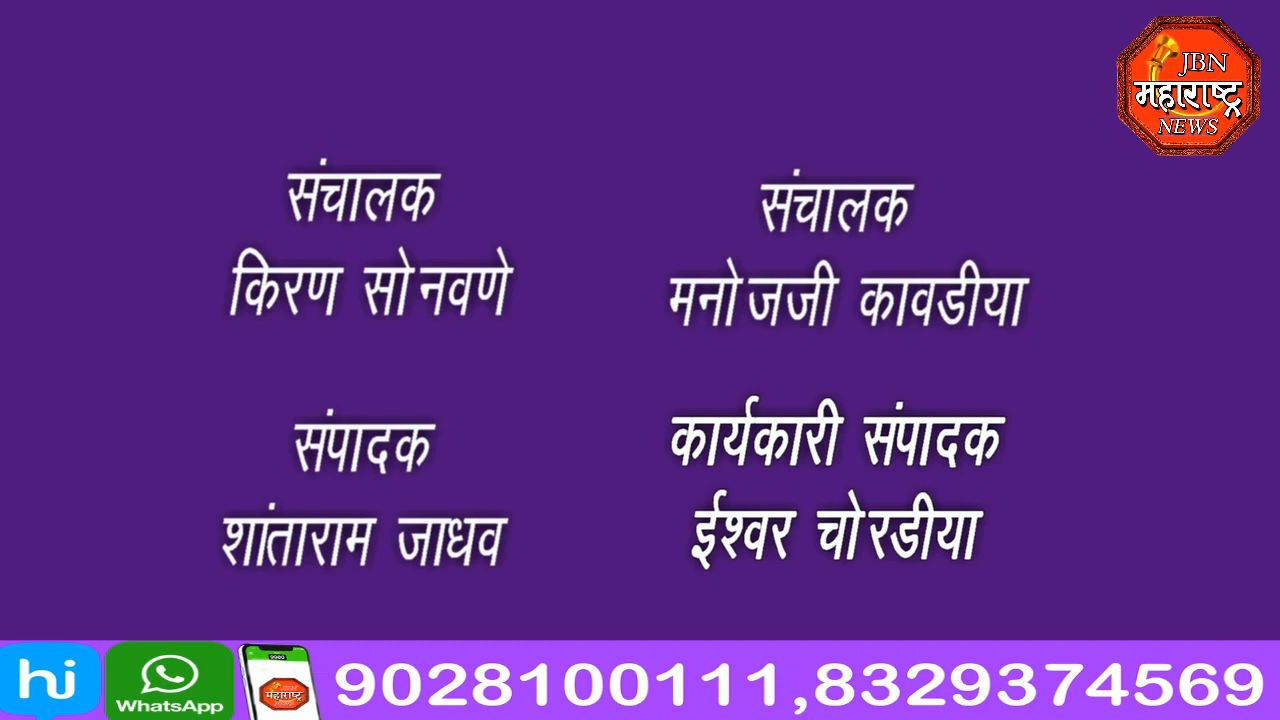 JBN
महाराष्ट्र
NEWS
संचालक
किरण सोनवणे
संचालक
मनोजजी कावडीया
संपादक
शांताराम जाधव
कार्यकारी संपादक
ईश्वर चोरडीया
hi
WhatsApp
महाराष्ट्र
9028100111,8329374569